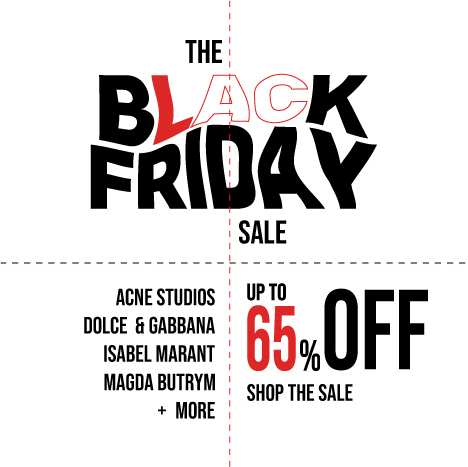 THE
BLACK
FRIDAY
SALE
ACNE STUDIOS
DOLCE & GABBANA
ISABEL MARANT
MAGDA BUTRYM
+ MORE
UP TO
65% OFF
SHOP THE SALE